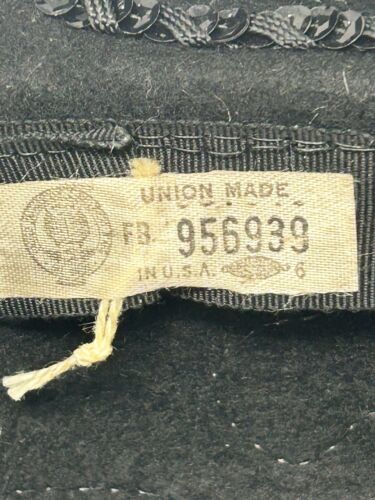 UNION MADE
FB. 956939
IN U.S.A. 6